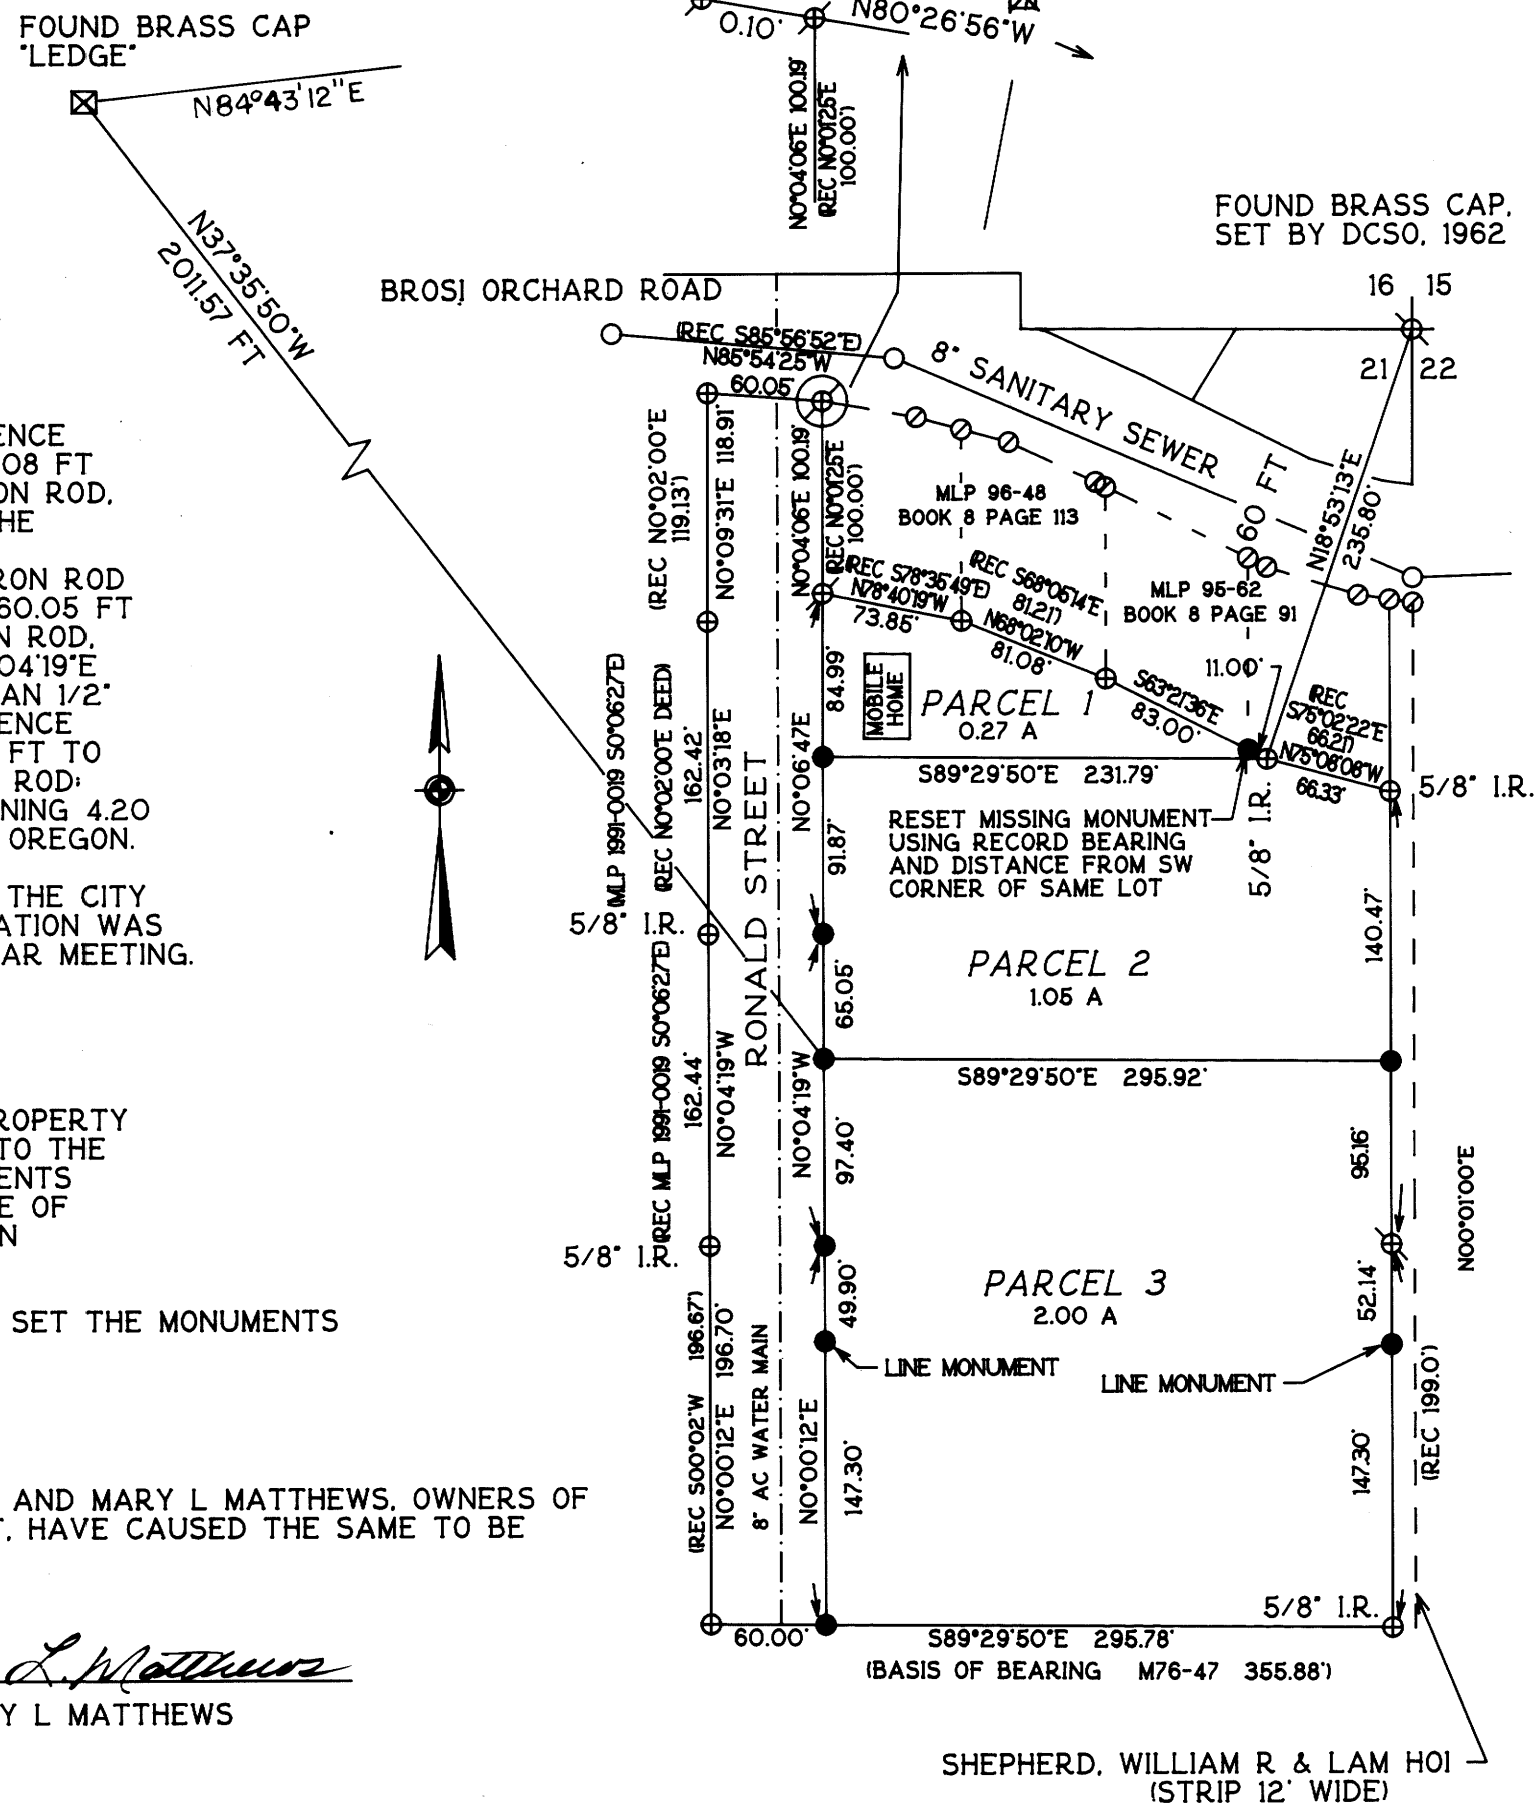 FOUND BRASS CAP
"LEDGE"
N84°43'12"E
N37°35'50"W
2011.57 FT
0.10'
N80°26'56"W
N0°04'06"E 100.19'
(REC N0°01'25"E
100.00')
FOUND BRASS CAP,
SET BY DCSO, 1962
16 15
21 22
BROSI ORCHARD ROAD
(REC S85°56'52"E)
N85°54'25"W
60.05'
8" SANITARY SEWER
60 FT
N18°53'13"E
235.80'
(REC N0°02'00"E
119.13')
N0°09'31"E 118.91'
N0°04'06"E 100.19'
(REC N0°01'25"E
100.00')
MLP 96-48
BOOK 8 PAGE 113
MLP 95-62
BOOK 8 PAGE 91
(REC S78°35'49"E)
N78°40'19"W
73.85'
(REC S68°05'14"E
81.21')
N68°02'10"W
81.08'
S63°21'36"E
83.00'
11.00'
(REC
S75°02'22"E
66.21')
N75°06'06"W
66.33'
5/8" I.R.
MOBILE
HOME
PARCEL 1
0.27 A
84.99'
N0°06'47"E
S89°29'50"E 231.79'
RESET MISSING MONUMENT
USING RECORD BEARING
AND DISTANCE FROM SW
CORNER OF SAME LOT
5/8" I.R.
(MLP 1991-0019 S0°06'27"E)
(REC N0°02'00"E DEED)
162.42'
N0°03'18"E
91.87'
RONALD STREET
5/8" I.R.
140.47'
PARCEL 2
1.05 A
65.05'
S89°29'50"E 295.92'
(REC MLP 1991-0019 S0°06'27"E)
162.44'
N0°04'19"W
N0°04'19"W
97.40'
95.16'
N00°01'00"E
5/8" I.R.
PARCEL 3
2.00 A
49.90'
52.14'
LINE MONUMENT
LINE MONUMENT
(REC S00°02'W 196.67')
N0°00'12"E 196.70'
8" AC WATER MAIN
N0°00'12"E
147.30'
147.30'
(REC 199.0')
5/8" I.R.
60.00'
S89°29'50"E 295.78'
(BASIS OF BEARING M76-47 355.88')
SHEPHERD, WILLIAM R & LAM HOI
(STRIP 12' WIDE)
ENCE
08 FT
ON ROD,
HE
RON ROD
60.05 FT
N ROD,
04'19"E
AN 1/2"
ENCE
FT TO
ROD;
NING 4.20
OREGON.
THE CITY
ATION WAS
AR MEETING.
ROPERTY
TO THE
ENTS
E OF
N
SET THE MONUMENTS
AND MARY L MATTHEWS, OWNERS OF
T, HAVE CAUSED THE SAME TO BE
L. Matthews
Y L MATTHEWS